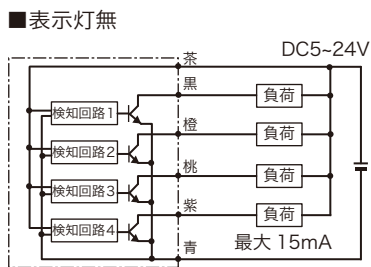 ■表示灯無
DC5~24V
茶
黒
検知回路1
負荷
橙
検知回路2
負荷
桃
検知回路3
負荷
紫
検知回路4
負荷
青
最大 15mA